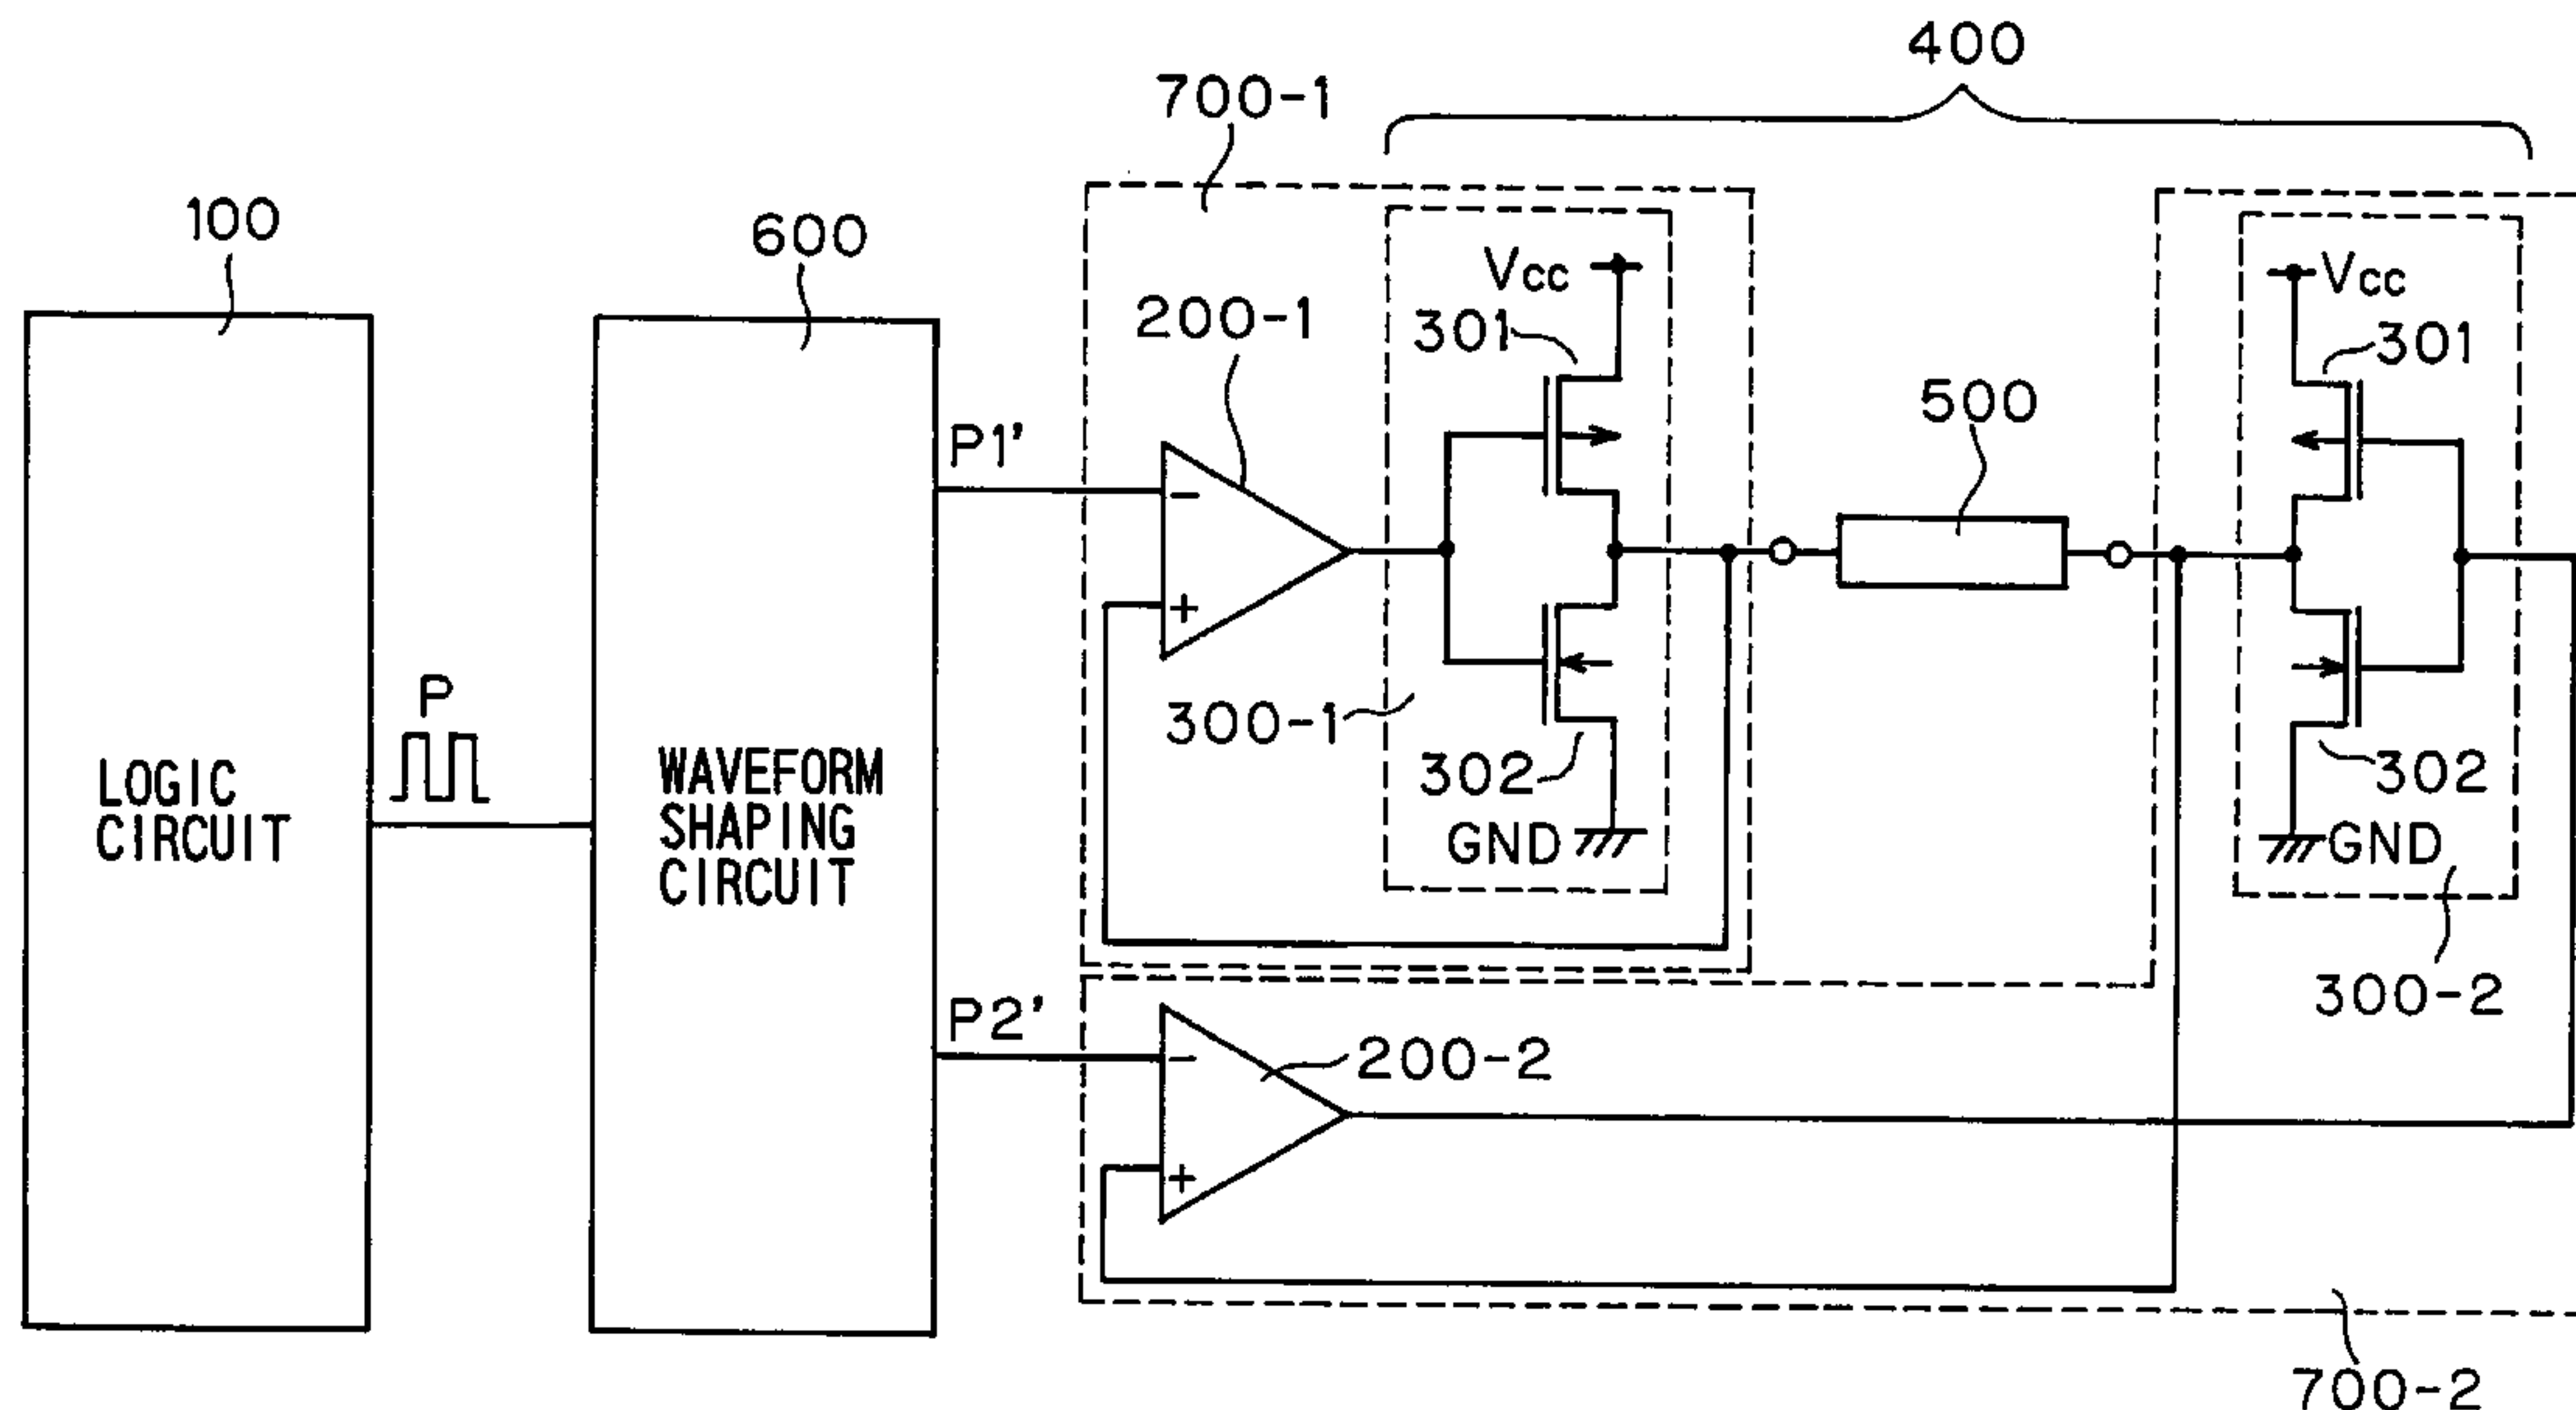 400
700-1
100
600
Vcc
Vcc
200-1
301
301
500
P1'
-
+
P
300-1
302
302
LOGIC
CIRCUIT
WAVEFORM
SHAPING
CIRCUIT
GND
GND
300-2
P2'
-
200-2
+
700-2